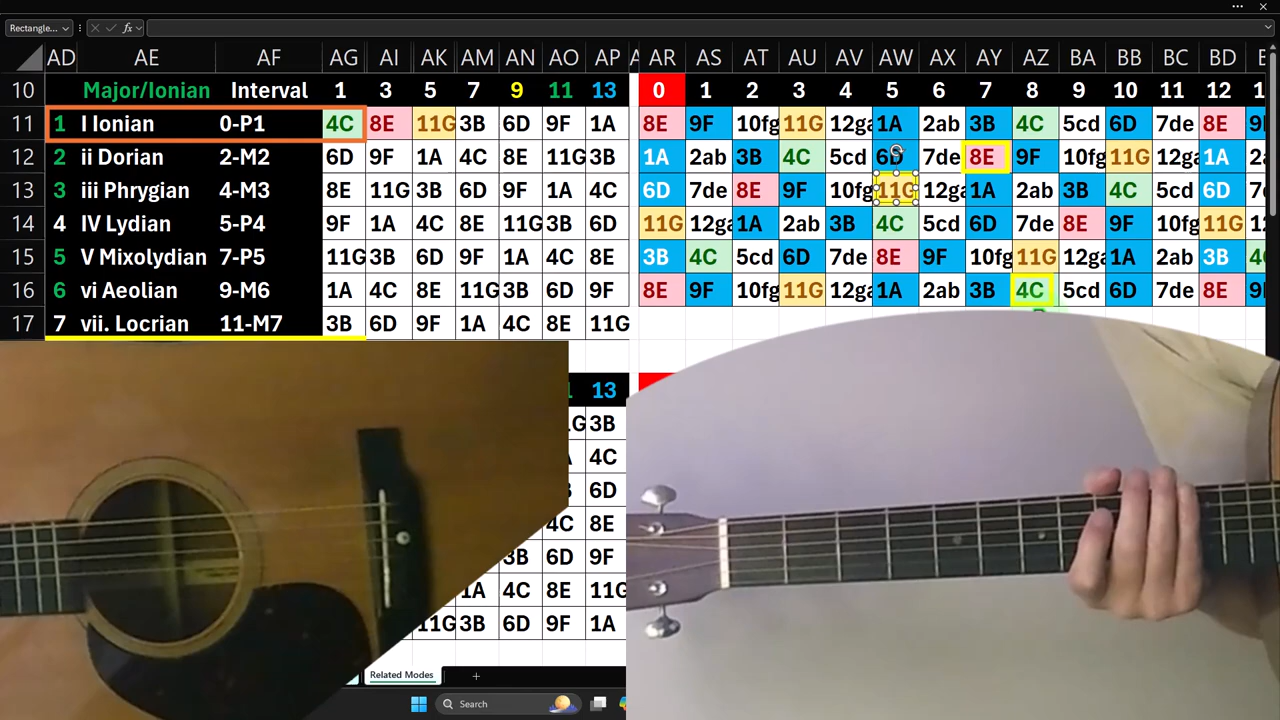 Rectangle... fx
AD AE AF AG AI AK AM AN AO AP AR AS AT AU AV AW AX AY AZ BA BB BC BD
10 Major/Ionian Interval 1 3 5 7 9 11 13 0 1 2 3 4 5 6 7 8 9 10 11 12
11 1 I Ionian 0-P1 4C 8E 11G 3B 6D 9F 1A 8E 9F 10fg 11G 12ga 1A 2ab 3B 4C 5cd 6D 7de 8E
12 2 ii Dorian 2-M2 6D 9F 1A 4C 8E 11G 3B 1A 2ab 3B 4C 5cd 6D 7de 8E 9F 10fg 11G 12ga 1A
13 3 iii Phrygian 4-M3 8E 11G 3B 6D 9F 1A 4C 6D 7de 8E 9F 10fg 11G 12ga 1A 2ab 3B 4C 5cd 6D
14 4 IV Lydian 5-P4 9F 1A 4C 8E 11G 3B 6D 11G 12ga 1A 2ab 3B 4C 5cd 6D 7de 8E 9F 10fg 11G
15 5 V Mixolydian 7-P5 11G 3B 6D 9F 1A 4C 8E 3B 4C 5cd 6D 7de 8E 9F 10fg 11G 12ga 1A 2ab 3B
16 6 vi Aeolian 9-M6 1A 4C 8E 11G 3B 6D 9F 8E 9F 10fg 11G 12ga 1A 2ab 3B 4C 5cd 6D 7de 8E
17 7 vii. Locrian 11-M7 3B 6D 9F 1A 4C 8E 11G
13
3B
4C
6D
4C 8E
3B 6D 9F
1A 4C 8E 11G
11G 3B 6D 9F 1A
Related Modes +
Search